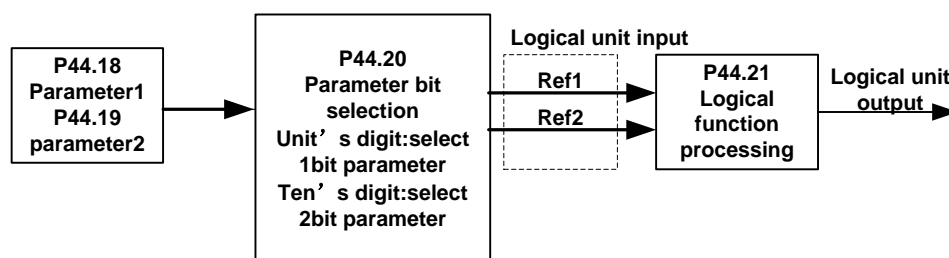 P44.18
Parameter1
P44.19
parameter2
P44.20
Parameter bit
selection
Unit’s digit:select
1bit parameter
Ten’s digit:select
2bit parameter
Logical unit input
Ref1
Ref2
P44.21
Logical
function
processing
Logical unit
output